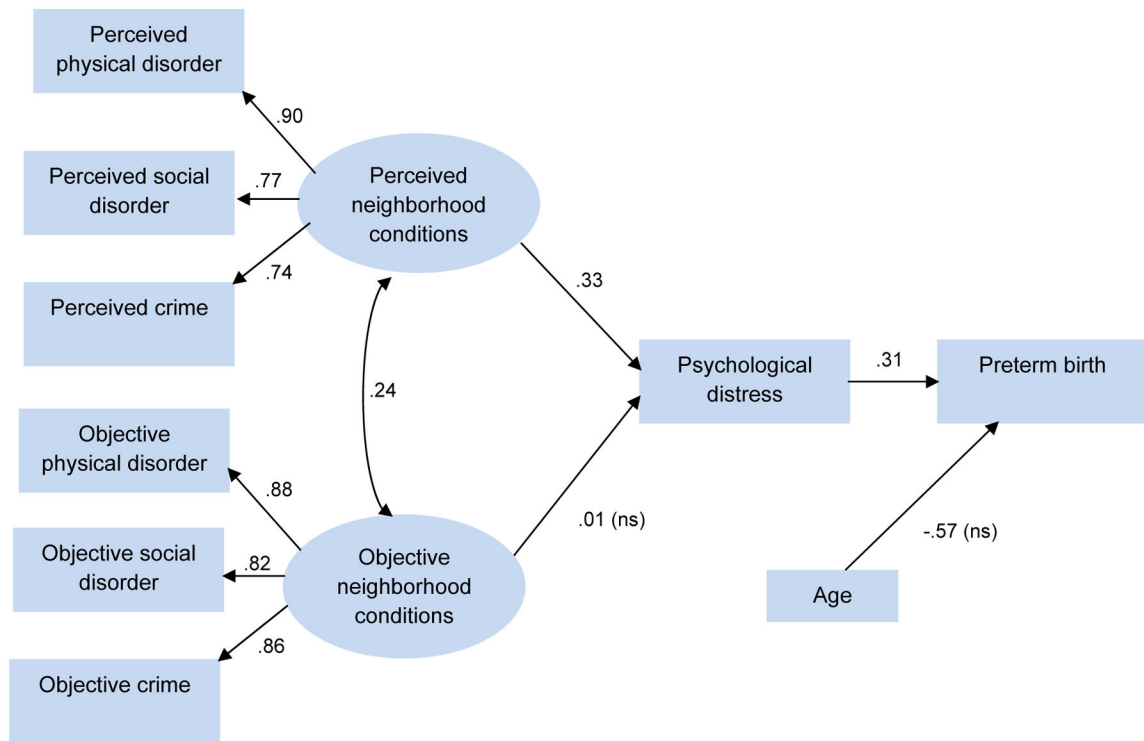 Perceived
physical disorder
.90
Perceived social
disorder
.77
Perceived
neighborhood
conditions
.74
Perceived crime
.33
Psychological
distress
.31
Preterm birth
.24
Objective
physical disorder
.88
.01 (ns)
-.57 (ns)
Objective social
disorder
.82
Objective
neighborhood
conditions
Age
.86
Objective crime